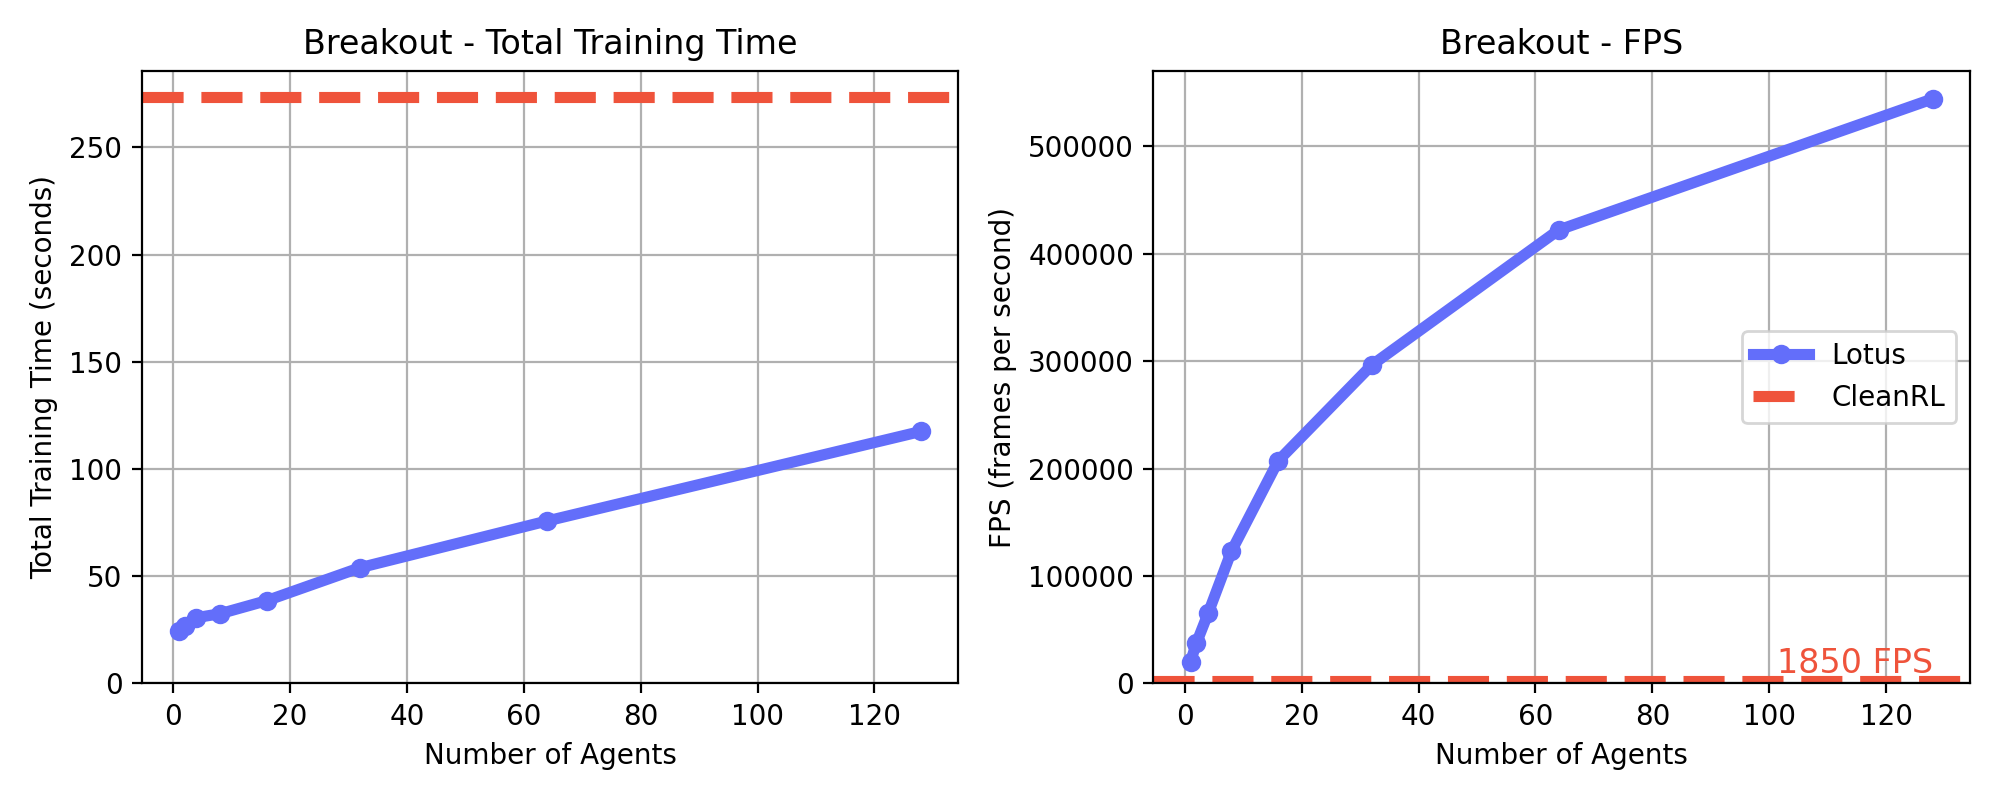 Breakout - Total Training Time
Total Training Time (seconds)
250
200
150
100
50
0
0 20 40 60 80 100 120
Number of Agents
Breakout - FPS
FPS (frames per second)
500000
400000
300000
200000
100000
0
Lotus
CleanRL
1850 FPS
0 20 40 60 80 100 120
Number of Agents